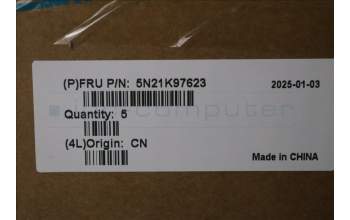 (P)FRU P/N: 5N21K97623
2025-01-03
Quantity: 5
(4L)Origin: CN
Made in CHINA